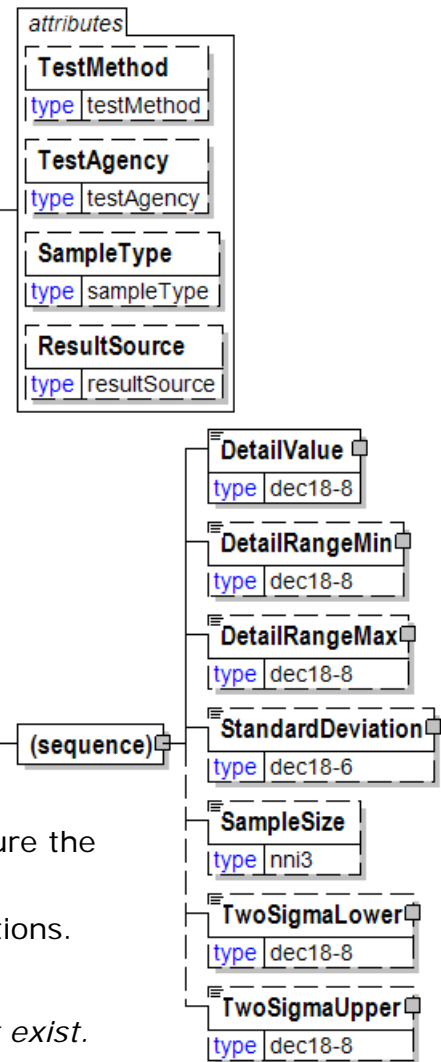 attributes
TestMethod
type testMethod
TestAgency
type testAgency
SampleType
type sampleType
ResultSource
type resultSource
DetailValue
type dec18-8
DetailRangeMin
type dec18-8
DetailRangeMax
type dec18-8
StandardDeviation
type dec18-6
(sequence)
SampleSize
type nni3
ure the
TwoSigmaLower
type dec18-8
tions.
TwoSigmaUpper
type dec18-8
exist.